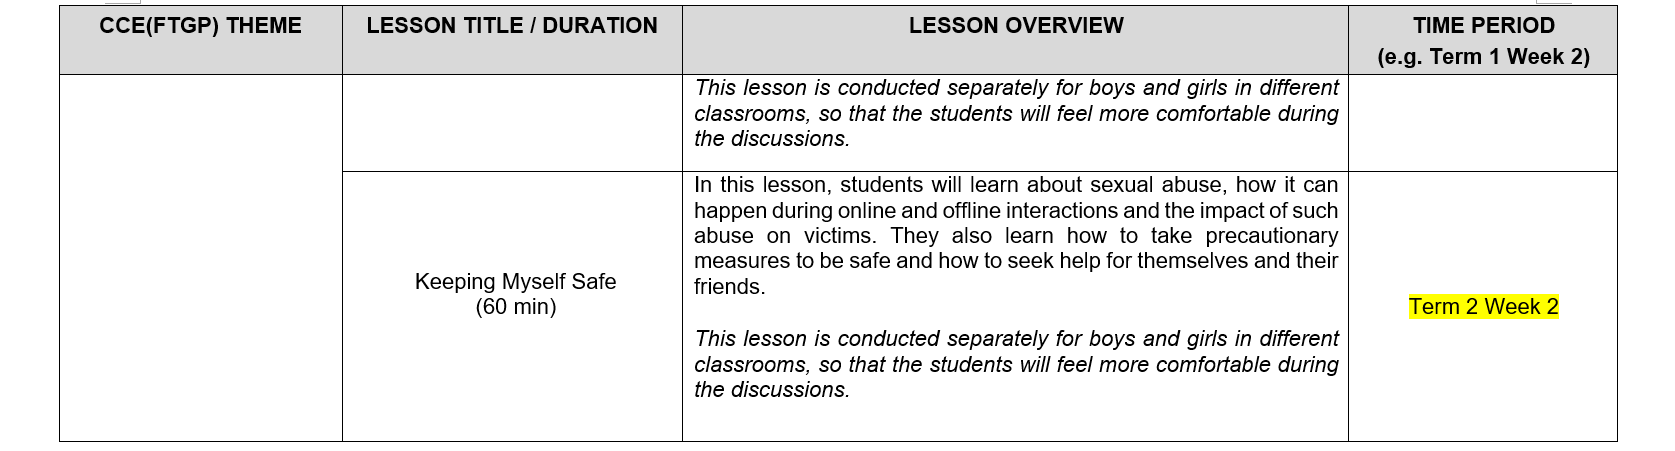 CCE(FTGP) THEME
LESSON TITLE / DURATION
LESSON OVERVIEW
TIME PERIOD
(e.g. Term 1 Week 2)
This lesson is conducted separately for boys and girls in different
classrooms, so that the students will feel more comfortable during
the discussions.
Keeping Myself Safe
(60 min)
In this lesson, students will learn about sexual abuse, how it can
happen during online and offline interactions and the impact of such
abuse on victims. They also learn how to take precautionary
measures to be safe and how to seek help for themselves and their
friends.
This lesson is conducted separately for boys and girls in different
classrooms, so that the students will feel more comfortable during
the discussions.
Term 2 Week 2